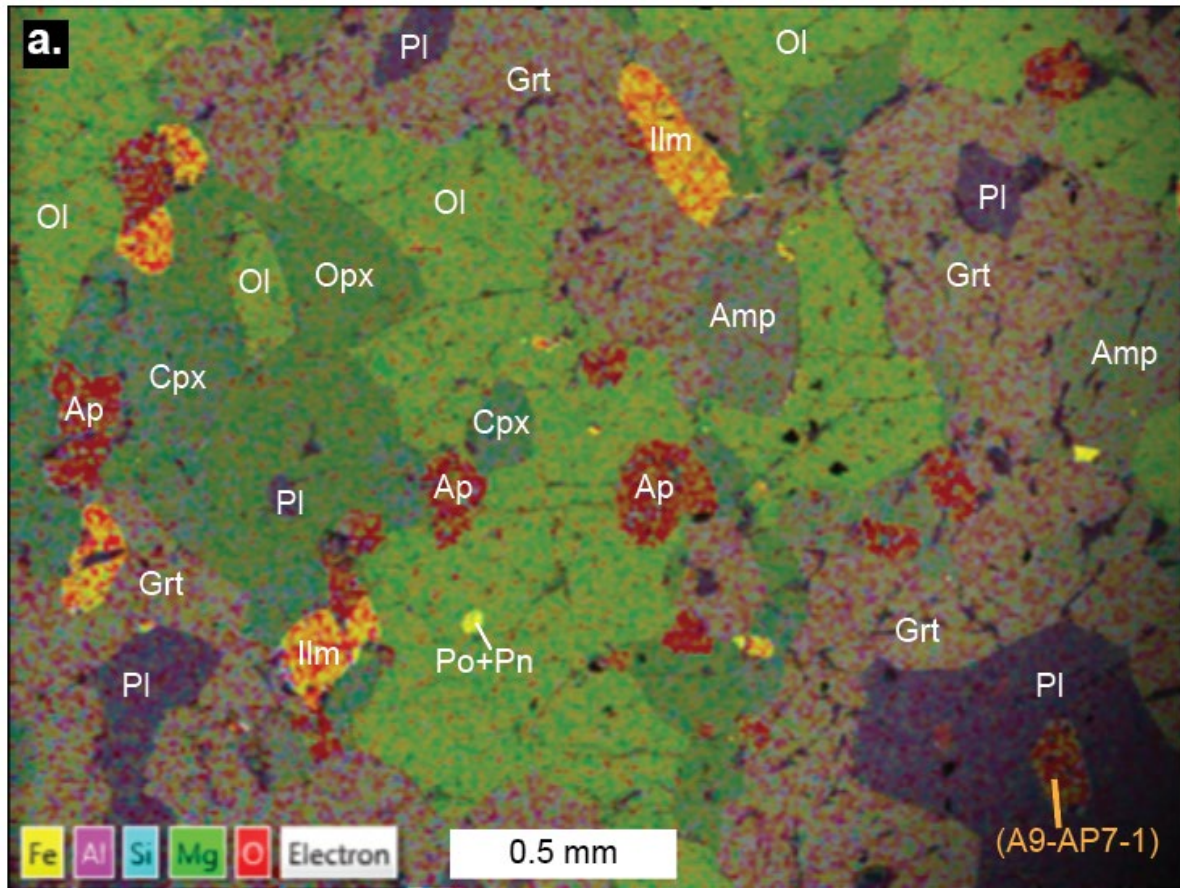 a.
Pl
Ol
Grt
Ilm
Ol
Ol
Pl
Ol
Opx
Grt
Amp
Amp
Cpx
Ap
Cpx
Ap
Ap
Pl
Grt
Grt
Ilm
Po+Pn
Pl
Pl
Fe Al Si Mg O Electron
0.5 mm
(A9-AP7-1)